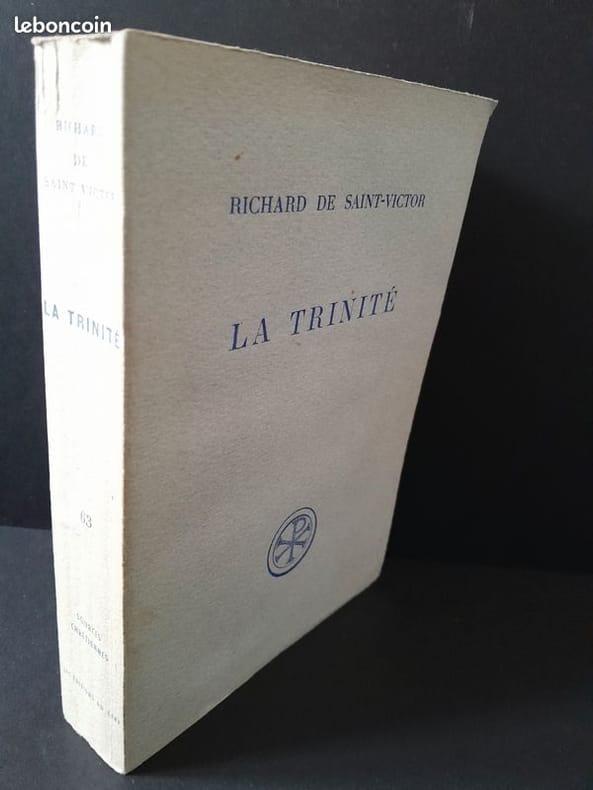 leboncoin
RICHARD
DE
SAINT-VICTOR
LA TRINITÉ
63
SOURCES
CHRÉTIENNES
RICHARD DE SAINT-VICTOR
LA TRINITÉ